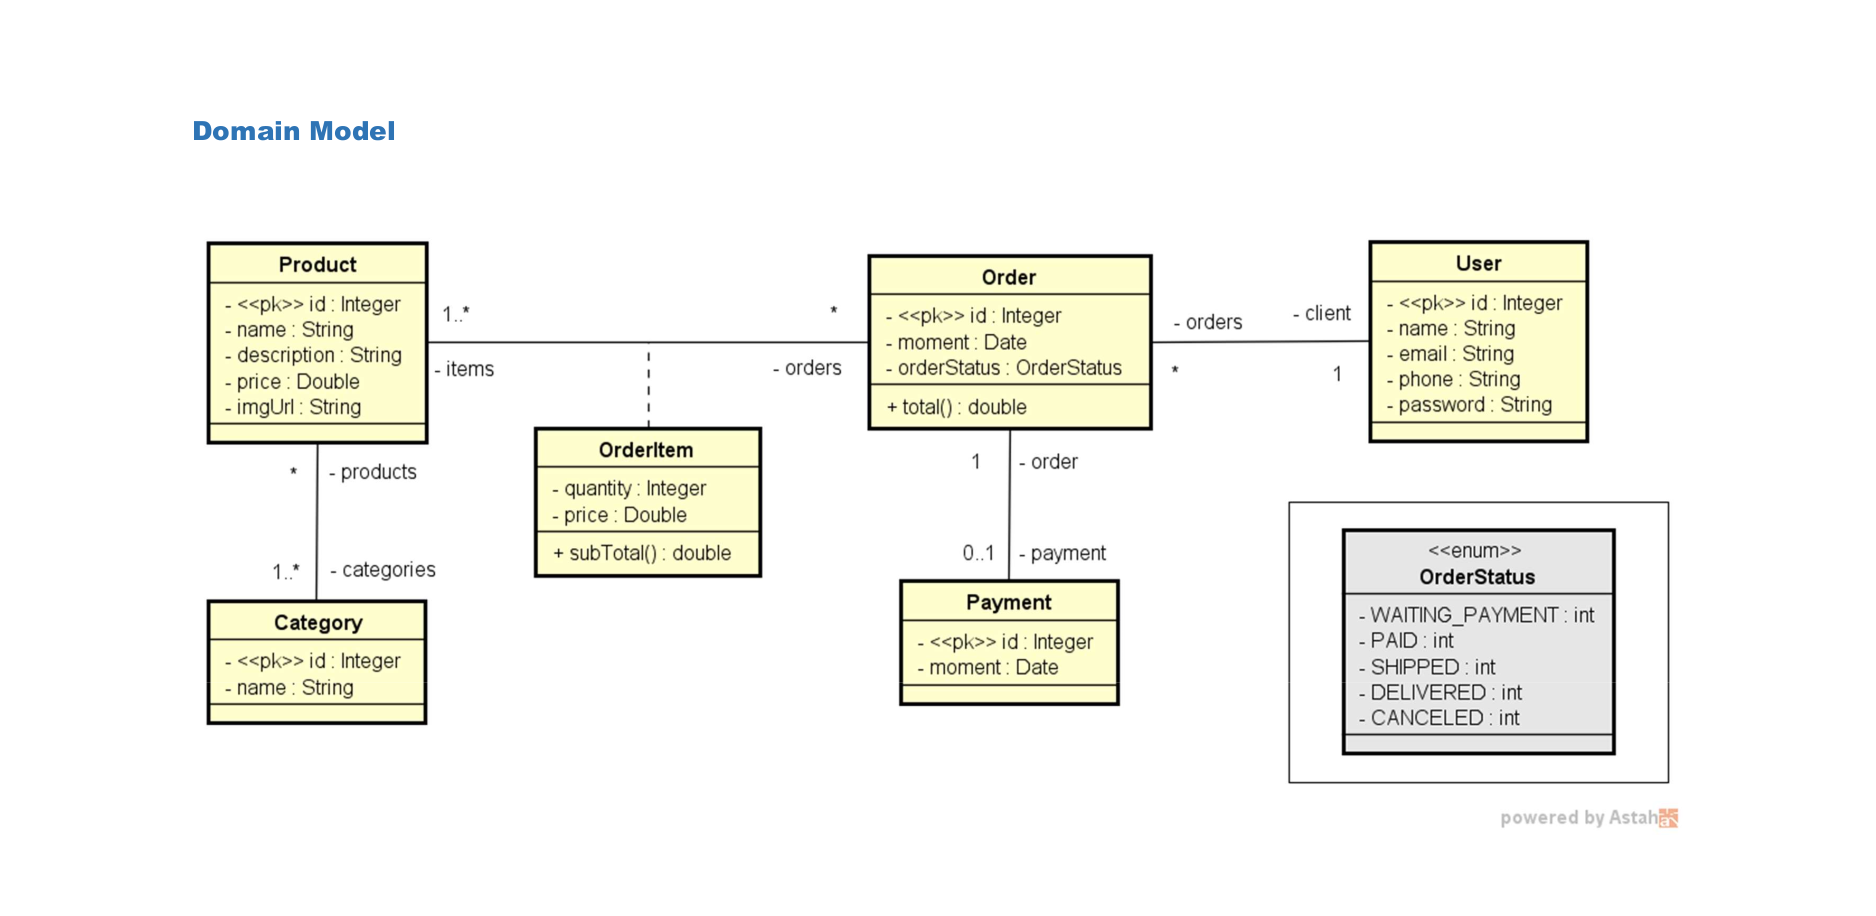 Domain Model
Product
- <<pk>> id : Integer
- name : String
- description : String
- price : Double
- imgUrl : String
1..*
- items
*
- orders
Order
- <<pk>> id : Integer
- moment : Date
- orderStatus : OrderStatus
+ total() : double
- orders
*
- client
1
User
- <<pk>> id : Integer
- name : String
- email : String
- phone : String
- password : String
OrderItem
- quantity : Integer
- price : Double
+ subTotal() : double
* - products
1..* - categories
Category
- <<pk>> id : Integer
- name : String
1 - order
0..1 - payment
Payment
- <<pk>> id : Integer
- moment : Date
<<enum>>
OrderStatus
- WAITING_PAYMENT : int
- PAID : int
- SHIPPED : int
- DELIVERED : int
- CANCELED : int
powered by Astah